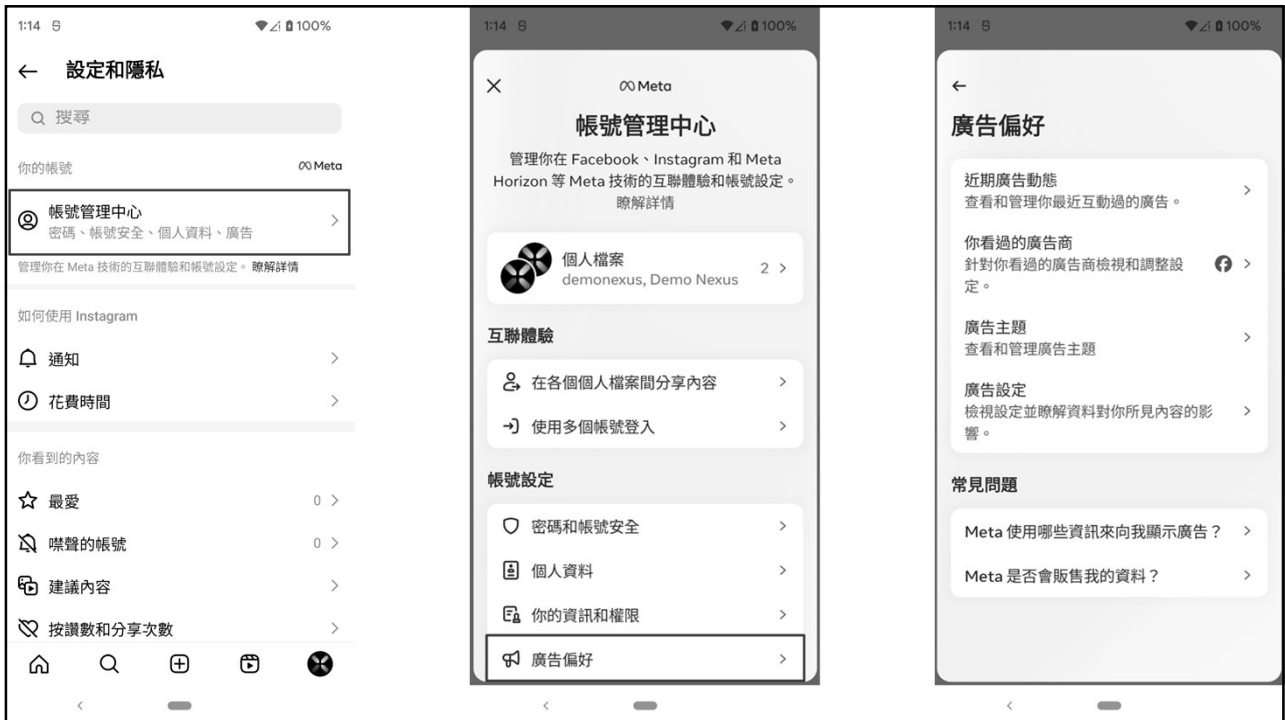 1:14
100%
設定和隱私
搜尋
你的帳號
Meta
帳號管理中心
密碼、帳號安全、個人資料、廣告
管理你在 Meta 技術的互聯體驗和帳號設定。瞭解詳情
如何使用 Instagram
通知
花費時間
你看到的內容
最愛
0
噤聲的帳號
0
建議內容
按讚數和分享次數
1:14
100%
Meta
帳號管理中心
管理你在 Facebook、Instagram 和 Meta
Horizon 等 Meta 技術的互聯體驗和帳號設定。
瞭解詳情
個人檔案
demonexus, Demo Nexus
2
互聯體驗
在各個個人檔案間分享內容
使用多個帳號登入
帳號設定
密碼和帳號安全
個人資料
你的資訊和權限
廣告偏好
1:14
100%
廣告偏好
近期廣告動態
查看和管理你最近互動過的廣告。
你看過的廣告商
針對你看過的廣告商檢視和調整設
定。
廣告主題
查看和管理廣告主題
廣告設定
檢視設定並瞭解資料對你所見內容的影
響。
常見問題
Meta 使用哪些資訊來向我顯示廣告？
Meta 是否會販售我的資料？